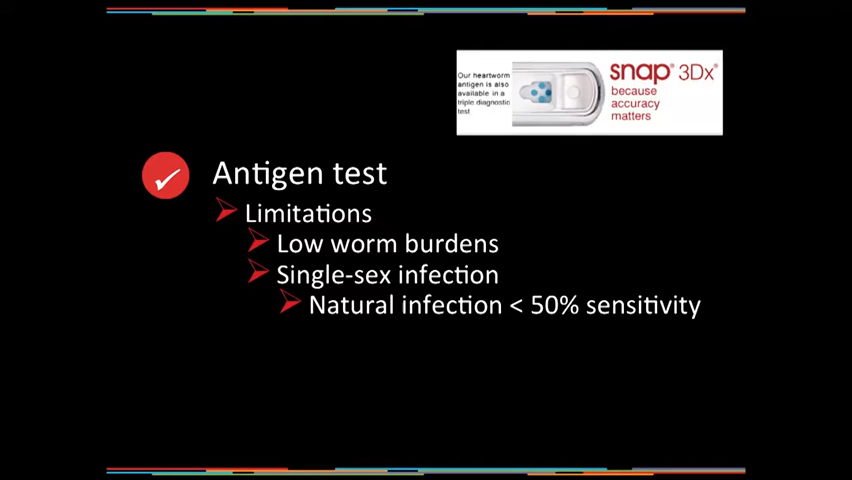 Our heartworm
antigen is also
available in a
triple diagnostic
test
snap® 3Dx®
because
accuracy
matters
Antigen test
Limitations
Low worm burdens
Single-sex infection
Natural infection < 50% sensitivity